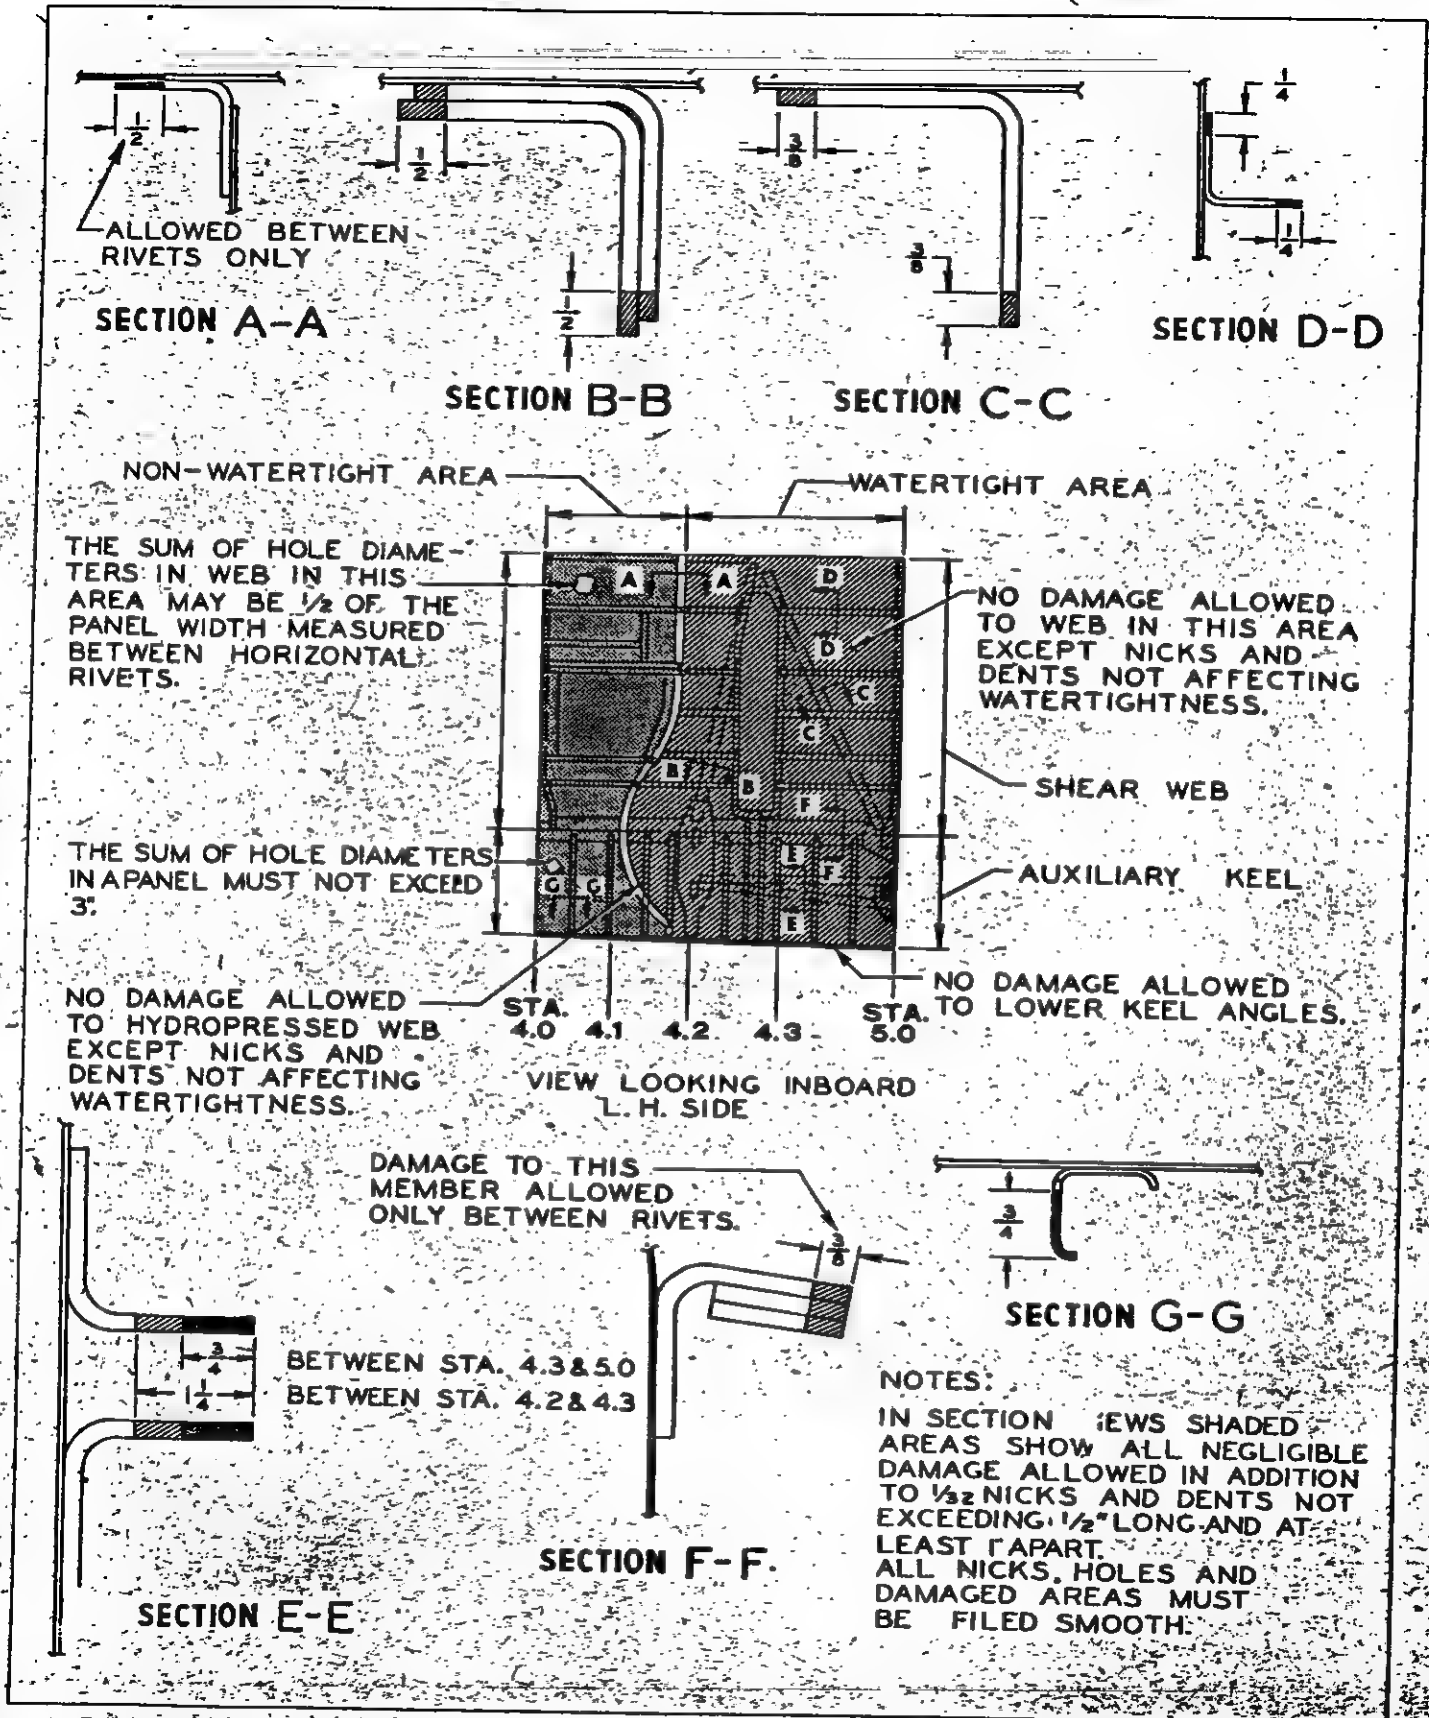 1/4
1/2
1/2
3/8
ALLOWED BETWEEN
RIVETS ONLY
3/8
1/4
1/2
SECTION A-A
SECTION D-D
SECTION B-B
SECTION C-C
NON-WATERTIGHT AREA
WATERTIGHT AREA
THE SUM OF HOLE DIAME-
TERS IN WEB IN THIS
AREA MAY BE 1/2 OF THE
PANEL WIDTH MEASURED
BETWEEN HORIZONTAL
RIVETS.
A A D
D
C
C
B
B
F
E
F
G G
E
NO DAMAGE ALLOWED
TO WEB IN THIS AREA
EXCEPT NICKS AND
DENTS NOT AFFECTING
WATERTIGHTNESS.
SHEAR WEB
THE SUM OF HOLE DIAMETERS
IN A PANEL MUST NOT EXCEED
3".
AUXILIARY KEEL
NO DAMAGE ALLOWED
TO HYDROPRESSED WEB
EXCEPT NICKS AND
DENTS NOT AFFECTING
WATERTIGHTNESS.
STA. STA.
4.0 4.1 4.2 4.3 5.0
NO DAMAGE ALLOWED
TO LOWER KEEL ANGLES.
VIEW LOOKING INBOARD
L. H. SIDE
DAMAGE TO THIS
MEMBER ALLOWED
ONLY BETWEEN RIVETS.
3/8
3/4
SECTION G-G
3/4
BETWEEN STA. 4.3 & 5.0
1 1/4
BETWEEN STA. 4.2 & 4.3
SECTION F-F
SECTION E-E
NOTES:
IN SECTION IEWS SHADED
AREAS SHOW ALL NEGLIGIBLE
DAMAGE ALLOWED IN ADDITION
TO 1/32 NICKS AND DENTS NOT
EXCEEDING 1/2" LONG AND AT
LEAST 1" APART.
ALL NICKS, HOLES AND
DAMAGED AREAS MUST
BE FILED SMOOTH.